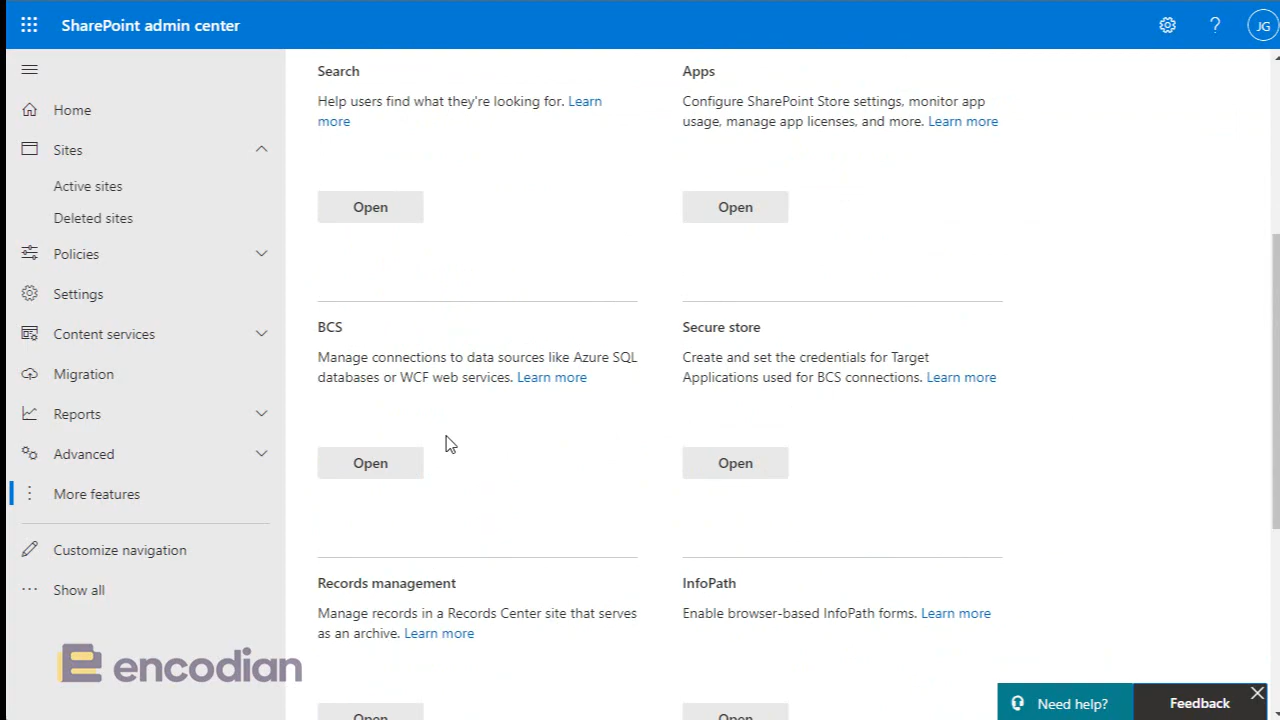 SharePoint admin center
?
JG
Home
Sites
Active sites
Deleted sites
Policies
Settings
Content services
Migration
Reports
Advanced
More features
Customize navigation
Show all
encodian
Search
Help users find what they're looking for. Learn
more
Open
Apps
Configure SharePoint Store settings, monitor app
usage, manage app licenses, and more. Learn more
Open
BCS
Manage connections to data sources like Azure SQL
databases or WCF web services. Learn more
Open
Secure store
Create and set the credentials for Target
Applications used for BCS connections. Learn more
Open
Records management
Manage records in a Records Center site that serves
as an archive. Learn more
Open
InfoPath
Enable browser-based InfoPath forms. Learn more
Open
Need help?
Feedback